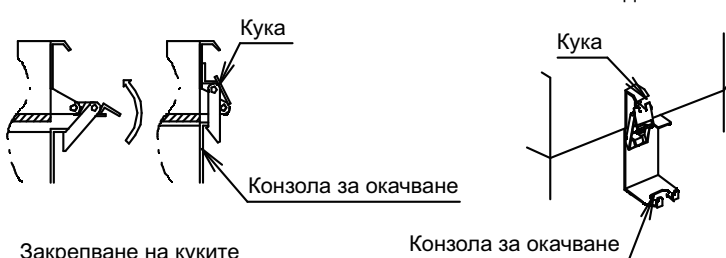 Кука
Кука
Конзола за окачване
Закрепване на куките
Конзола за окачване